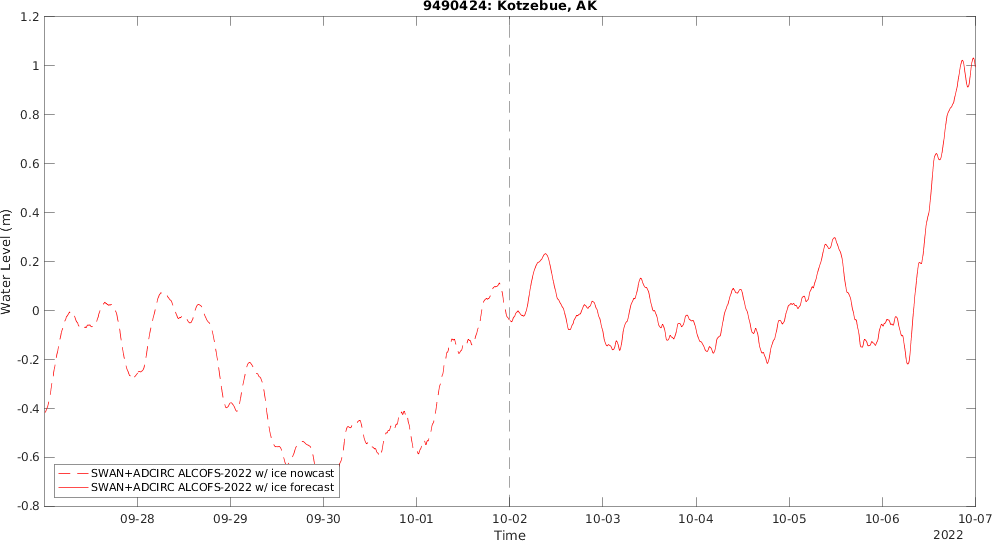 9490424: Kotzebue, AK
1.2
1
0.8
0.6
0.4
0.2
0
-0.2
-0.4
-0.6
-0.8
Water Level (m)
SWAN+ADCIRC ALCOFS-2022 w/ ice nowcast
SWAN+ADCIRC ALCOFS-2022 w/ ice forecast
09-28 09-29 09-30 10-01 10-02 10-03 10-04 10-05 10-06 10-07
Time
2022